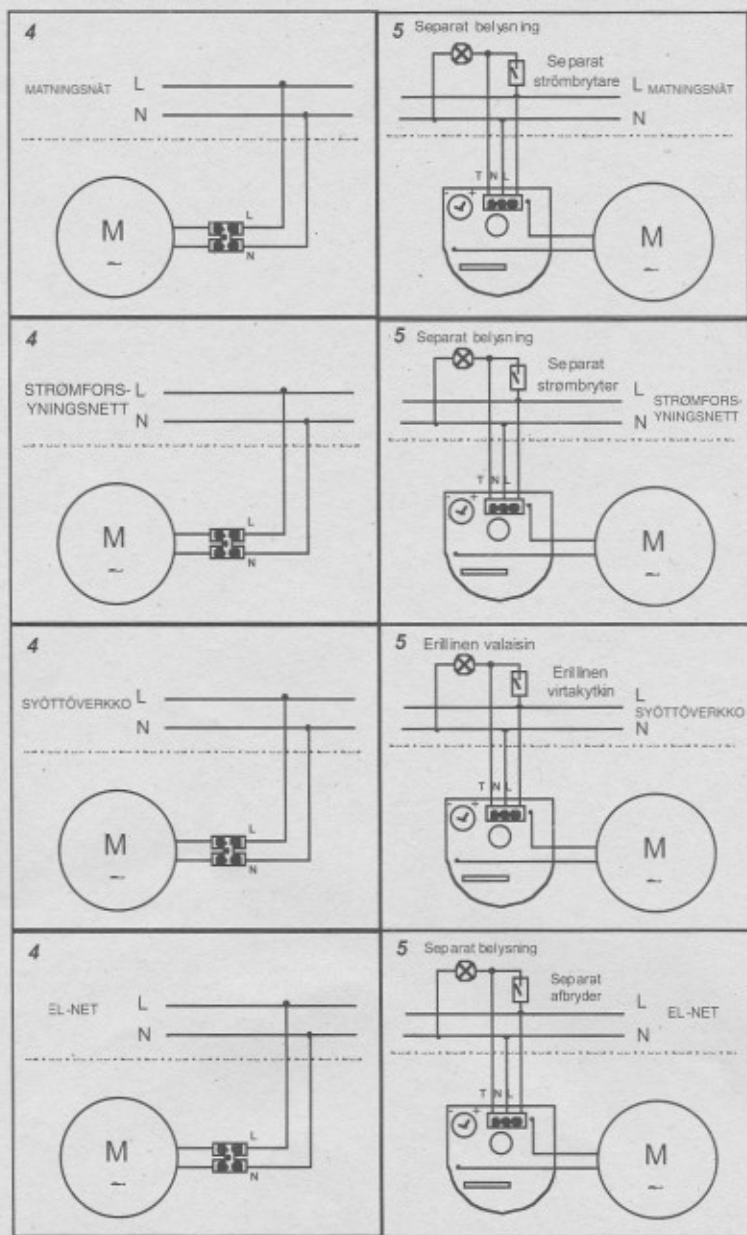 4
MATNINGSNÄT
L
N
M
~
L
N
5 Separat belysning
Separat
strömbrytare
L MATNINGSNÄT
N
T N L
- +
M
~
4
STRØMFORS-
YNINGSNETT
L
N
M
~
L
N
5 Separat belysning
Separat
strømbryter
L STRØMFORS-
N YNINGSNETT
T N L
- +
M
~
4
SYÖTTÖVERKKO
L
N
M
~
L
N
5 Erillinen valaisin
Erillinen
virtakytkin
L
SYÖTTÖVERKKO
N
T N L
- +
M
~
4
EL-NET
L
N
M
~
L
N
5 Separat belysning
Separat
afbryder
L EL-NET
N
T N L
- +
M
~